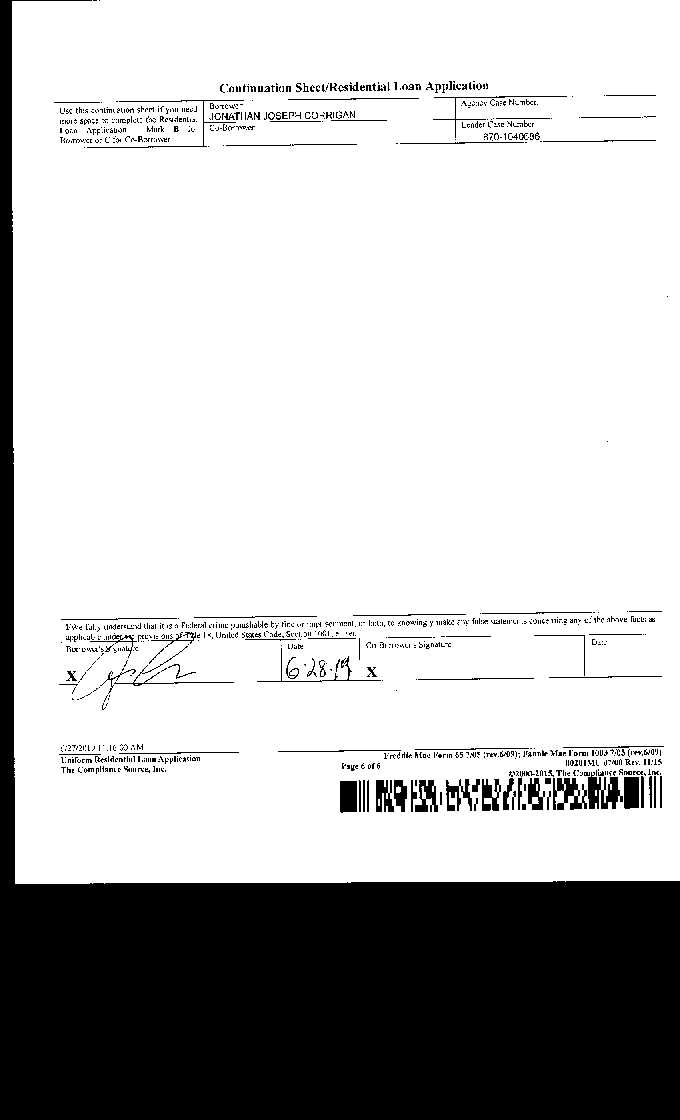 Continuation Sheet/Residential Loan Application
Use this continuation sheet if you need
more space to complete the Residential
Loan Application Mark B for
Borrower or C for Co-Borrower
Borrower
JONATHAN JOSEPH CORRIGAN
Co-Borrower
Agency Case Number
Lender Case Number
870-1040696
I/We fully understand that it is a Federal crime punishable by fine or imprisonment, or both, to knowingly make any false statements concerning any of the above facts as
applicable under the provisions of Title 18, United States Code, Section 1001, et seq.
Borrower's Signature
X
Date
6-28-19
Co-Borrower's Signature
X
Date
6/27/2019 11:16:30 AM
Uniform Residential Loan Application
The Compliance Source, Inc.
Page 6 of 6
Freddie Mac Form 65 7/05 (rev.6/09); Fannie Mae Form 1003 7/05 (rev.6/09)
00201MU 07/00 Rev. 11/15
©2000-2015, The Compliance Source, Inc.